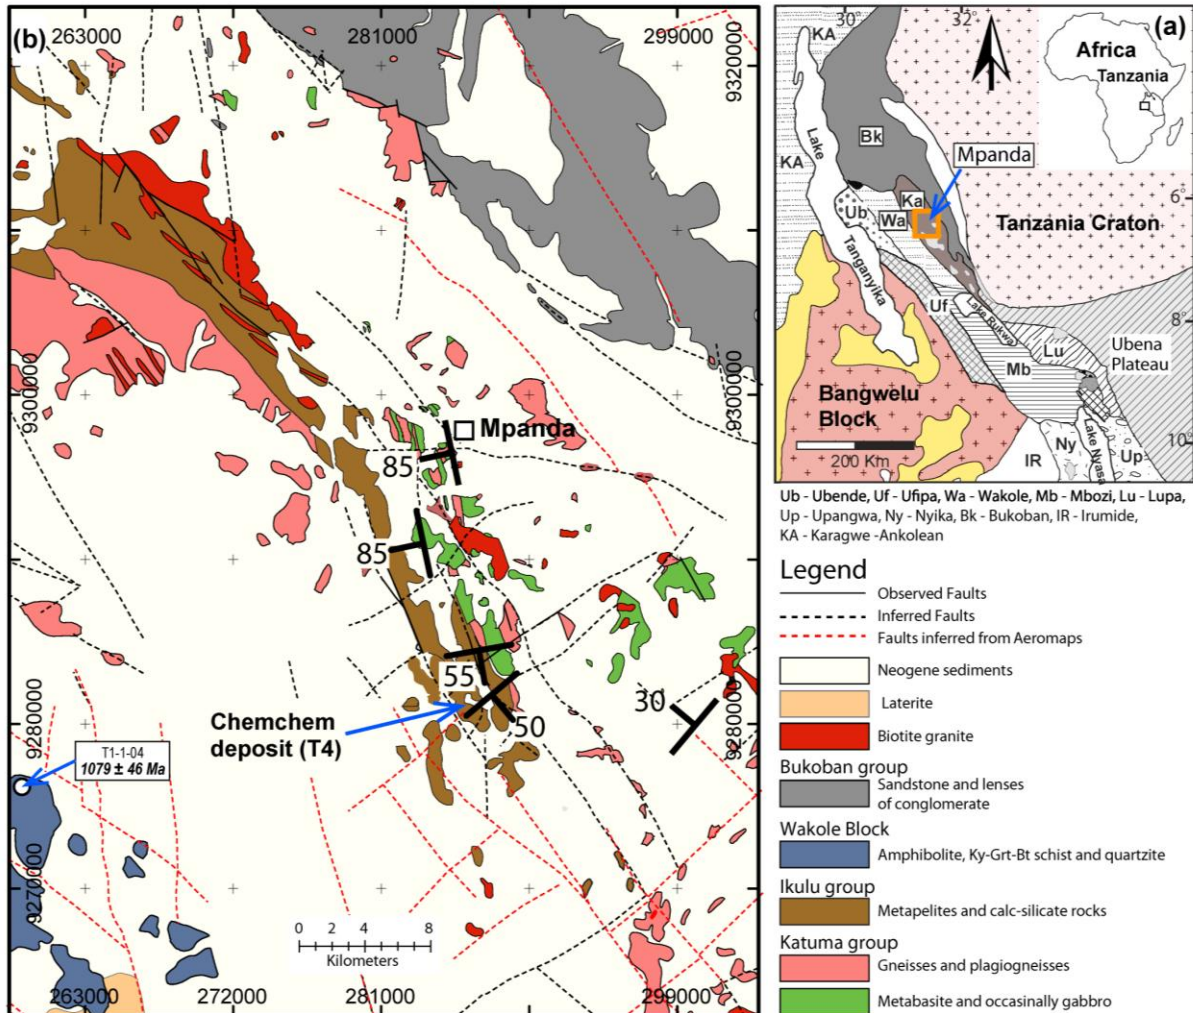 (b)
263000
281000
299000
9320000
9300000
9300000
Mpanda
85
85
55
50
30
Chemchem
deposit (T4)
9280000
9280000
T1-1-04
1079 ± 46 Ma
9270000
0 2 4 8
Kilometers
263000
272000
281000
299000
(a)
30°
32°
KA
Africa
Tanzania
Lake
Bk
KA
Mpanda
Ka
6°
Ub
Wa
Tanzania Craton
Tanganyika
Uf
Lake Rukwa
8°
Lu
Ubena
Plateau
Mb
Bangwelu
Block
200 Km
IR
Ny
Lake Nyasa
Up
10°
Ub - Ubende, Uf - Ufipa, Wa - Wakole, Mb - Mbozi, Lu - Lupa,
Up - Upangwa, Ny - Nyika, Bk - Bukoban, IR - Irumide,
KA - Karagwe -Ankolean
Legend
Observed Faults
Inferred Faults
Faults inferred from Aeromaps
Neogene sediments
Laterite
Biotite granite
Bukoban group
Sandstone and lenses
of conglomerate
Wakole Block
Amphibolite, Ky-Grt-Bt schist and quartzite
Ikulu group
Metapelites and calc-silicate rocks
Katuma group
Gneisses and plagiogneisses
Metabasite and occasinally gabbro